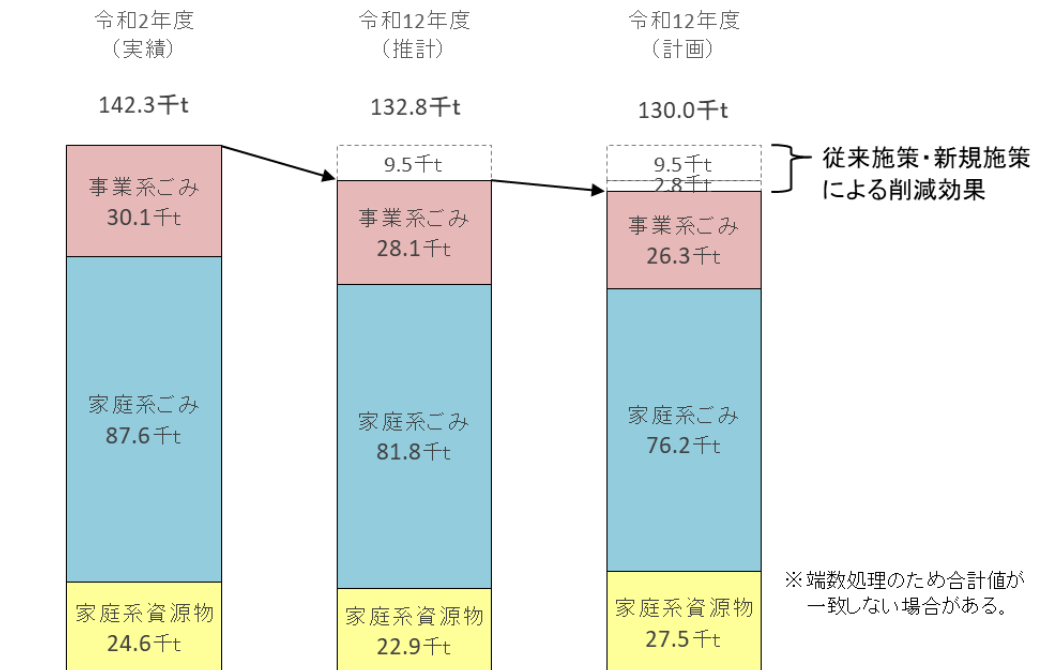 令和2年度
（実績）
令和12年度
（推計）
令和12年度
（計画）
142.3千t
132.8千t
130.0千t
9.5千t
9.5千t
2.8千t
従来施策・新規施策
による削減効果
事業系ごみ
30.1千t
事業系ごみ
28.1千t
事業系ごみ
26.3千t
家庭系ごみ
87.6千t
家庭系ごみ
81.8千t
家庭系ごみ
76.2千t
家庭系資源物
24.6千t
家庭系資源物
22.9千t
家庭系資源物
27.5千t
※端数処理のため合計値が
一致しない場合がある。